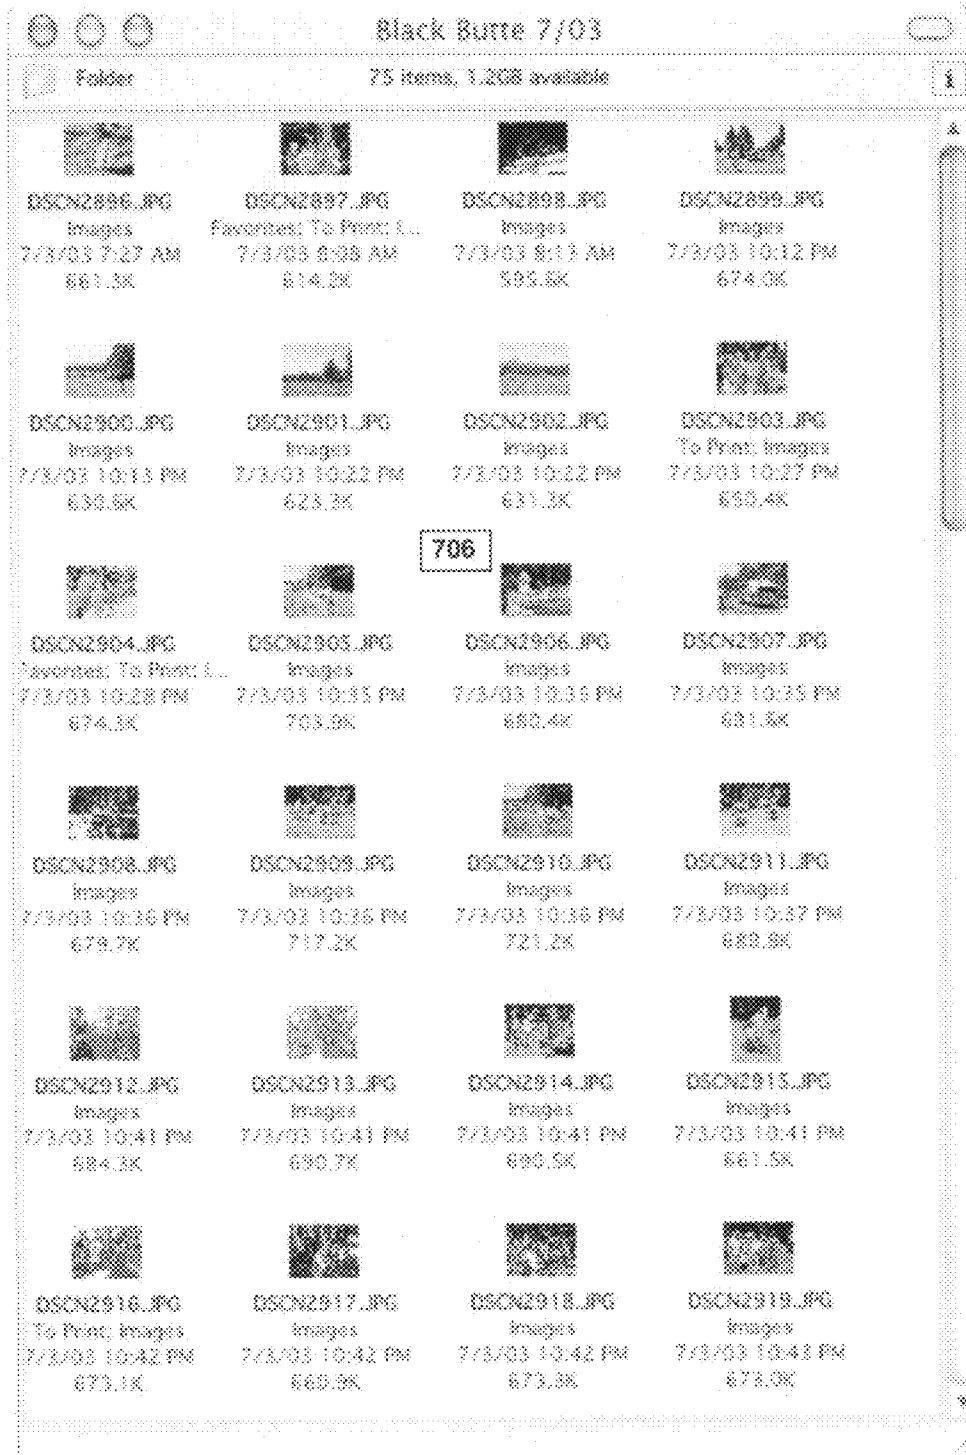 Black Butte 7/03
Folder 75 items, 1.2GB available i
DSCN2896.JPG DSCN2897.JPG DSCN2898.JPG DSCN2899.JPG
Images Favorites; To Print; I... Images Images
7/3/03 7:27 AM 7/3/03 8:08 AM 7/3/03 8:13 AM 7/3/03 10:12 PM
661.3K 614.2K 595.6K 674.0K
DSCN2900.JPG DSCN2901.JPG DSCN2902.JPG DSCN2903.JPG
Images Images Images To Print; Images
7/3/03 10:13 PM 7/3/03 10:22 PM 7/3/03 10:22 PM 7/3/03 10:27 PM
630.6K 623.3K 631.3K 650.4K
706
DSCN2904.JPG DSCN2905.JPG DSCN2906.JPG DSCN2907.JPG
Favorites; To Print; I... Images Images Images
7/3/03 10:28 PM 7/3/03 10:35 PM 7/3/03 10:35 PM 7/3/03 10:35 PM
674.3K 703.9K 680.4K 691.6K
DSCN2908.JPG DSCN2909.JPG DSCN2910.JPG DSCN2911.JPG
Images Images Images Images
7/3/03 10:36 PM 7/3/03 10:36 PM 7/3/03 10:36 PM 7/3/03 10:37 PM
679.7K 717.2K 721.2K 680.9K
DSCN2912.JPG DSCN2913.JPG DSCN2914.JPG DSCN2915.JPG
Images Images Images Images
7/3/03 10:41 PM 7/3/03 10:41 PM 7/3/03 10:41 PM 7/3/03 10:41 PM
684.3K 690.7K 690.5K 661.5K
DSCN2916.JPG DSCN2917.JPG DSCN2918.JPG DSCN2919.JPG
To Print; Images Images Images Images
7/3/03 10:42 PM 7/3/03 10:42 PM 7/3/03 10:42 PM 7/3/03 10:43 PM
673.1K 660.9K 673.3K 673.0K